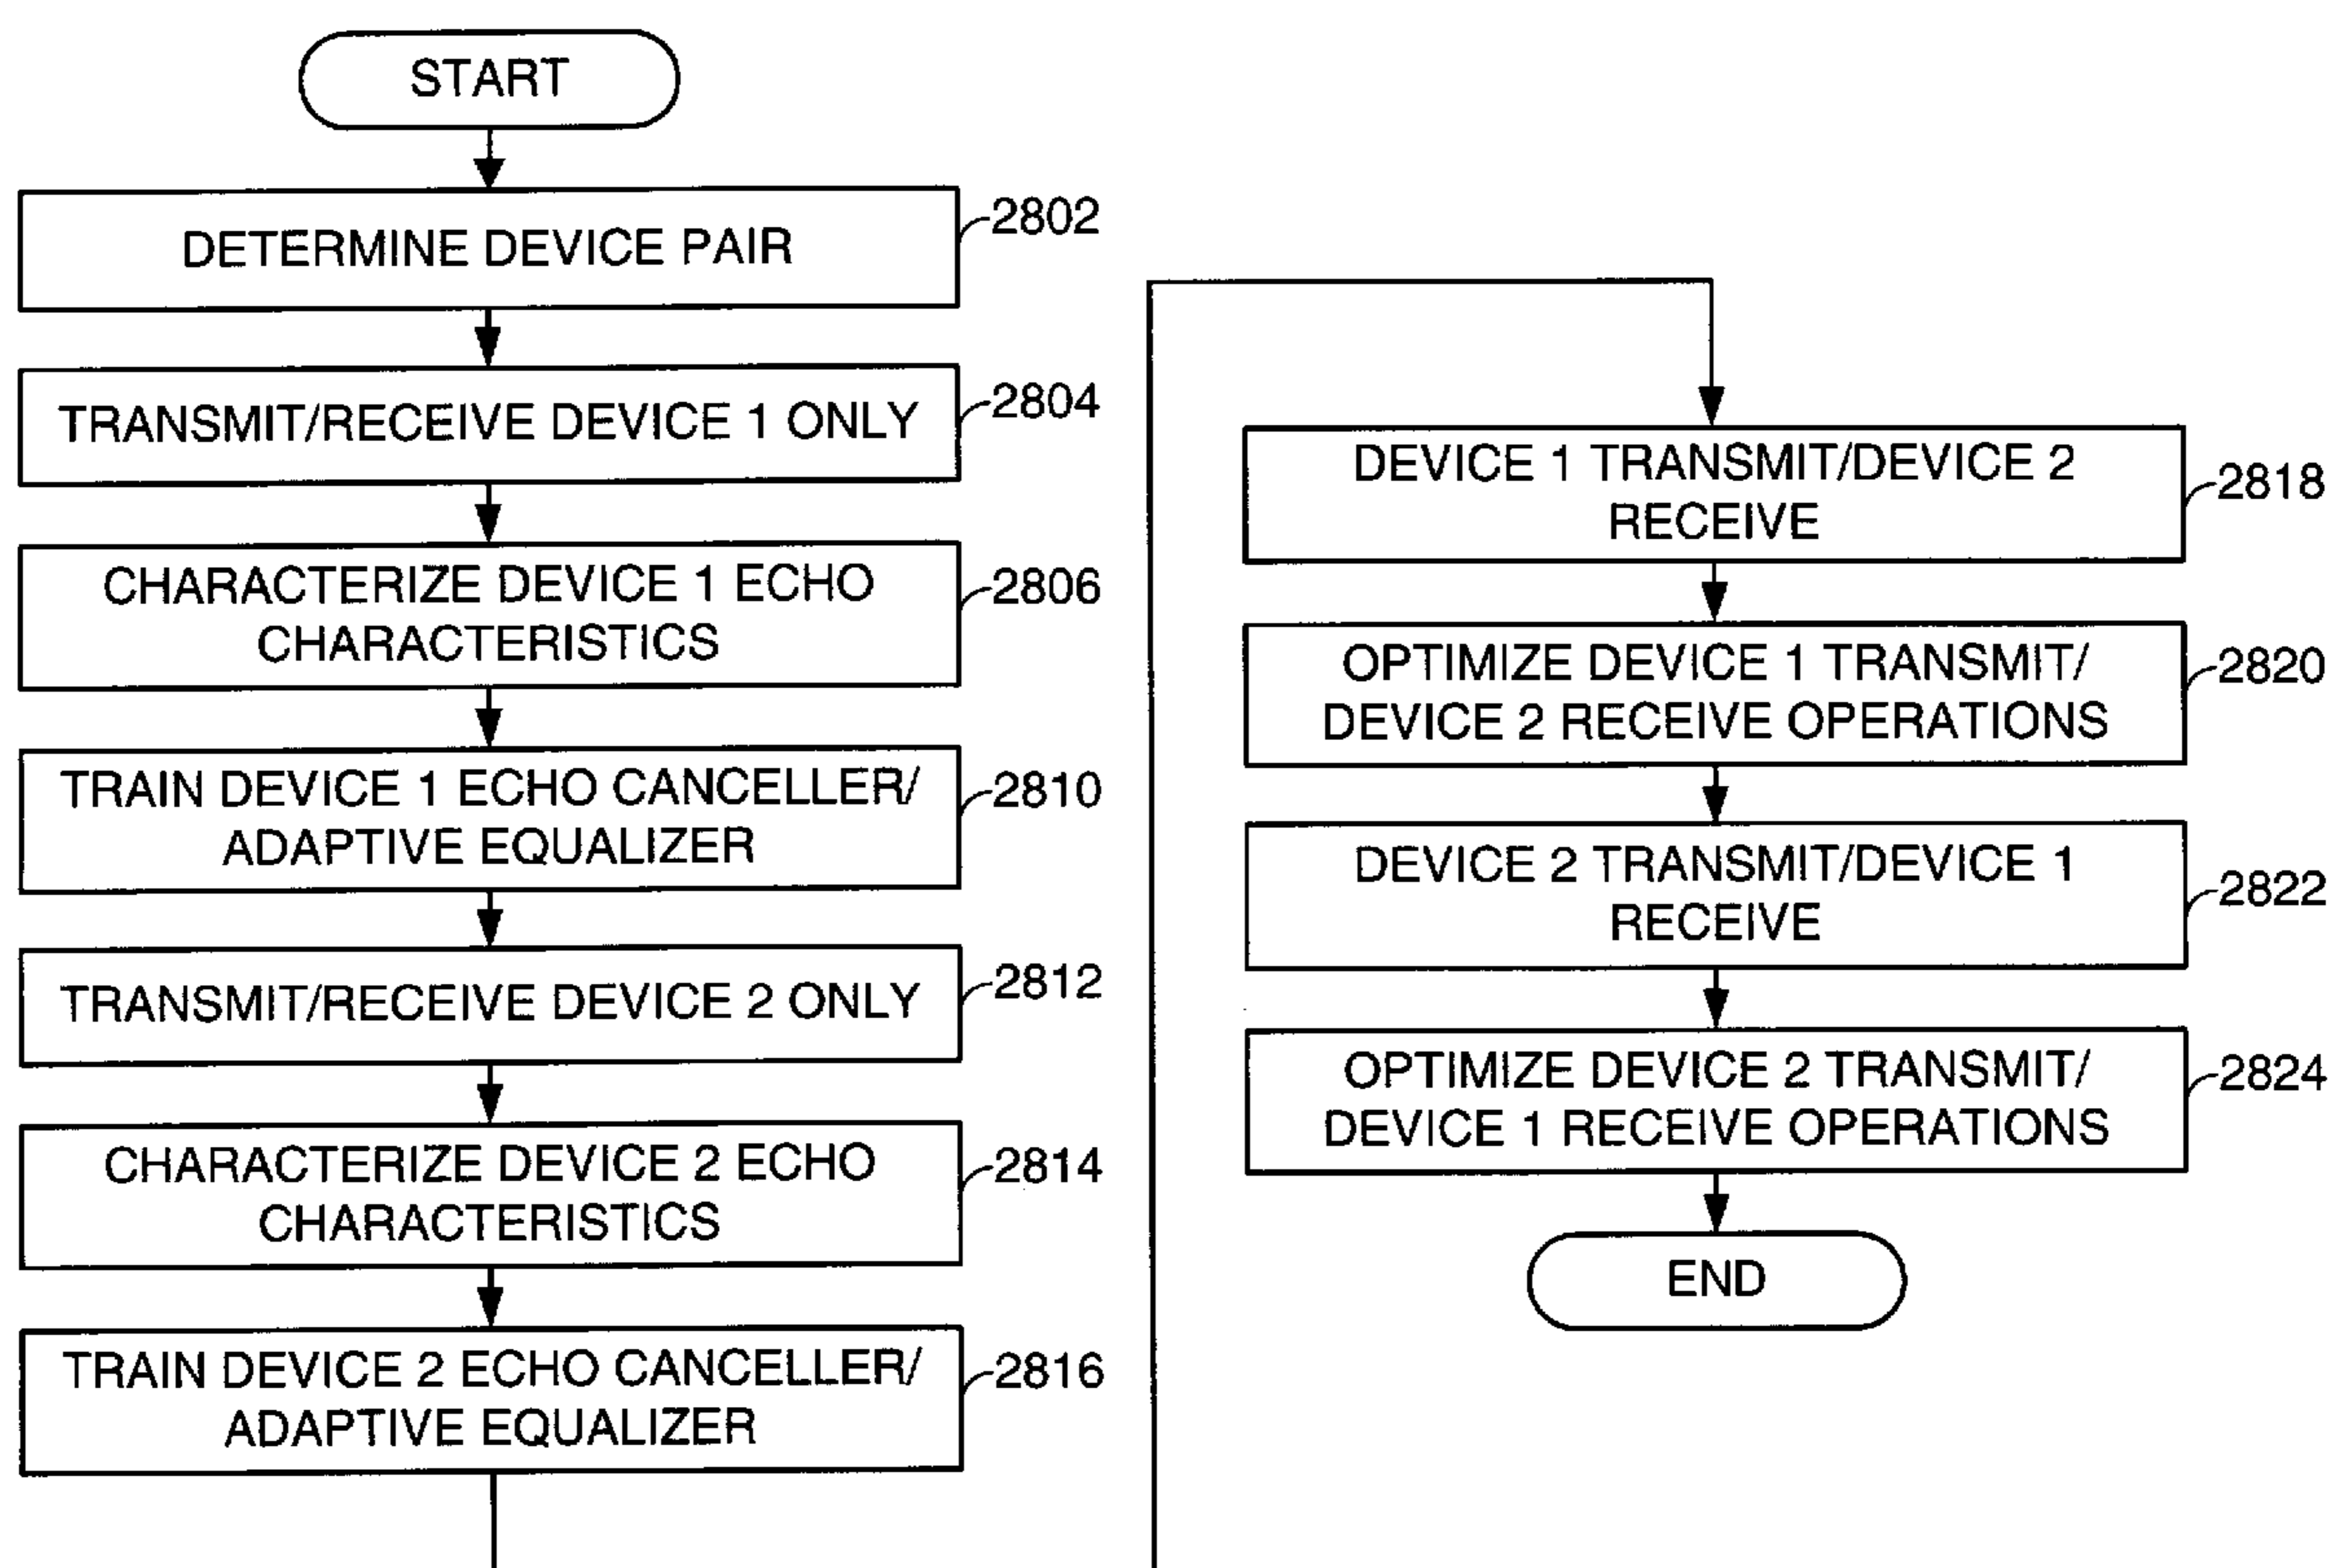 START
DETERMINE DEVICE PAIR
2802
TRANSMIT/RECEIVE DEVICE 1 ONLY
2804
CHARACTERIZE DEVICE 1 ECHO
CHARACTERISTICS
2806
TRAIN DEVICE 1 ECHO CANCELLER/
ADAPTIVE EQUALIZER
2810
TRANSMIT/RECEIVE DEVICE 2 ONLY
2812
CHARACTERIZE DEVICE 2 ECHO
CHARACTERISTICS
2814
TRAIN DEVICE 2 ECHO CANCELLER/
ADAPTIVE EQUALIZER
2816
DEVICE 1 TRANSMIT/DEVICE 2
RECEIVE
2818
OPTIMIZE DEVICE 1 TRANSMIT/
DEVICE 2 RECEIVE OPERATIONS
2820
DEVICE 2 TRANSMIT/DEVICE 1
RECEIVE
2822
OPTIMIZE DEVICE 2 TRANSMIT/
DEVICE 1 RECEIVE OPERATIONS
2824
END